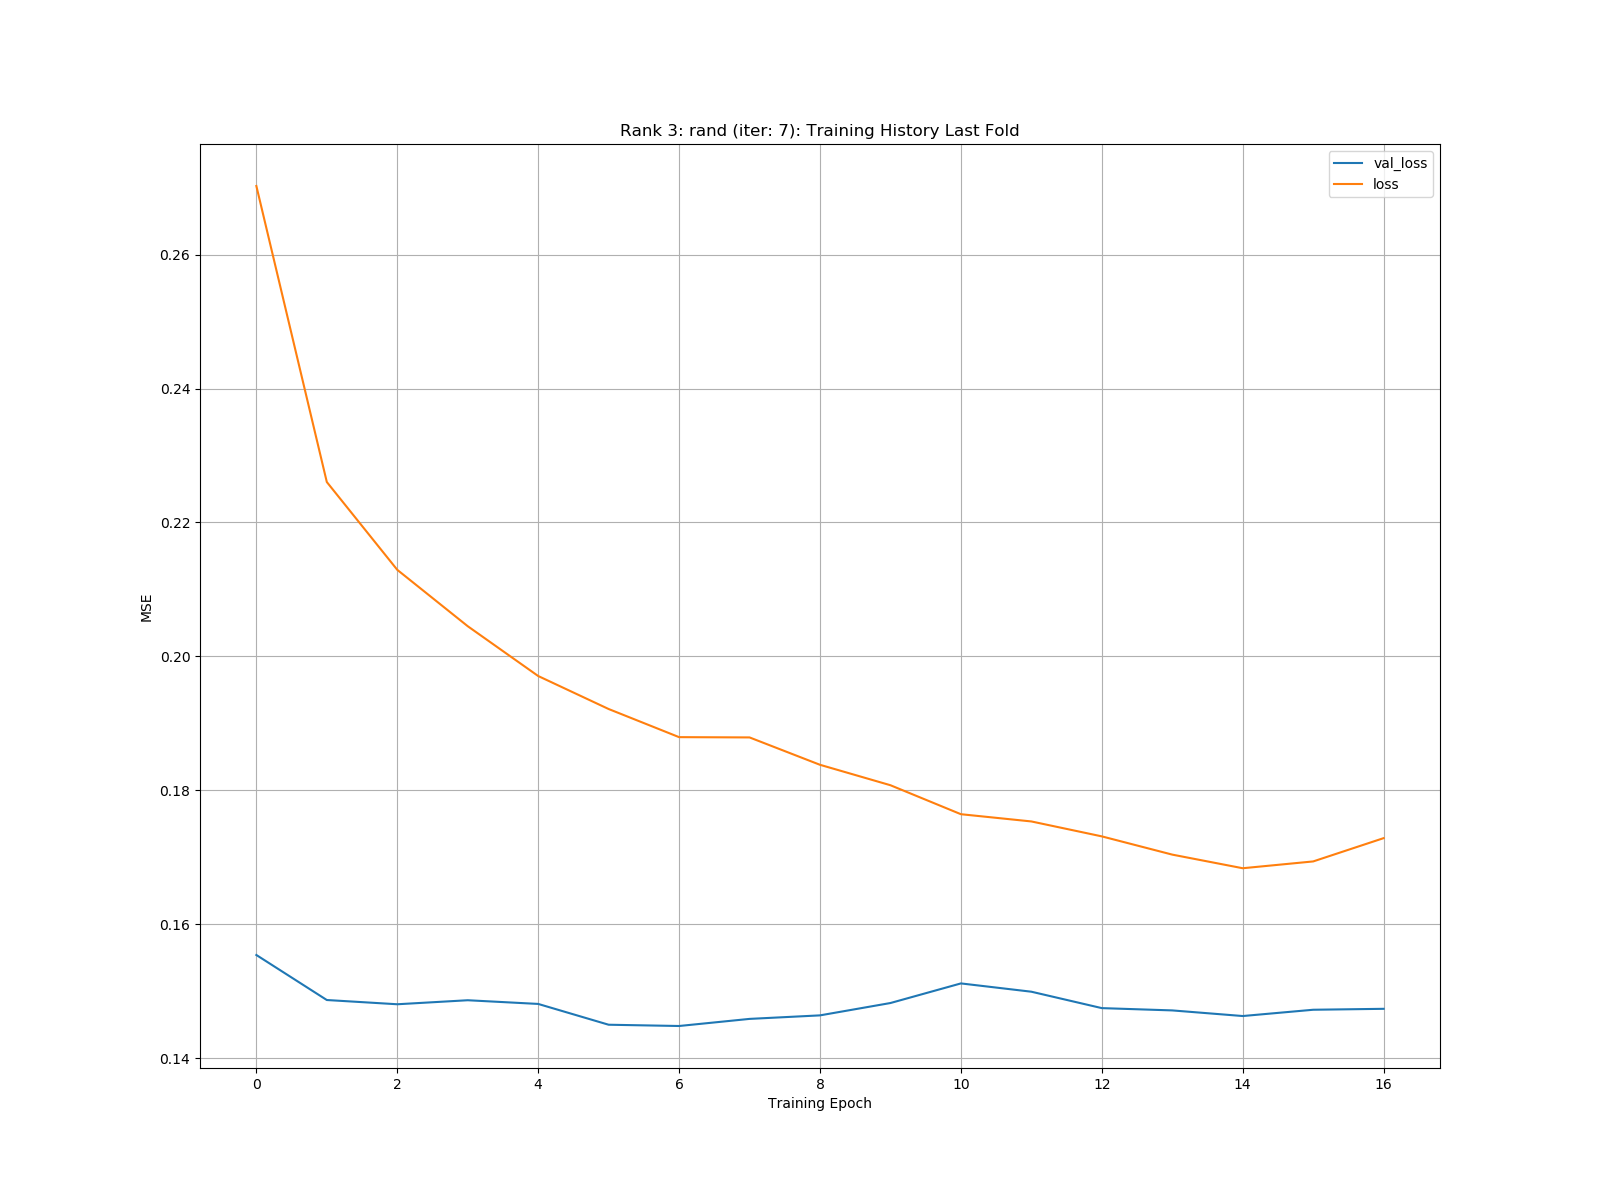 Rank 3: rand (iter: 7): Training History Last Fold
val_loss
loss
0.26
0.24
0.22
0.20
0.18
0.16
0.14
MSE
0 2 4 6 8 10 12 14 16
Training Epoch